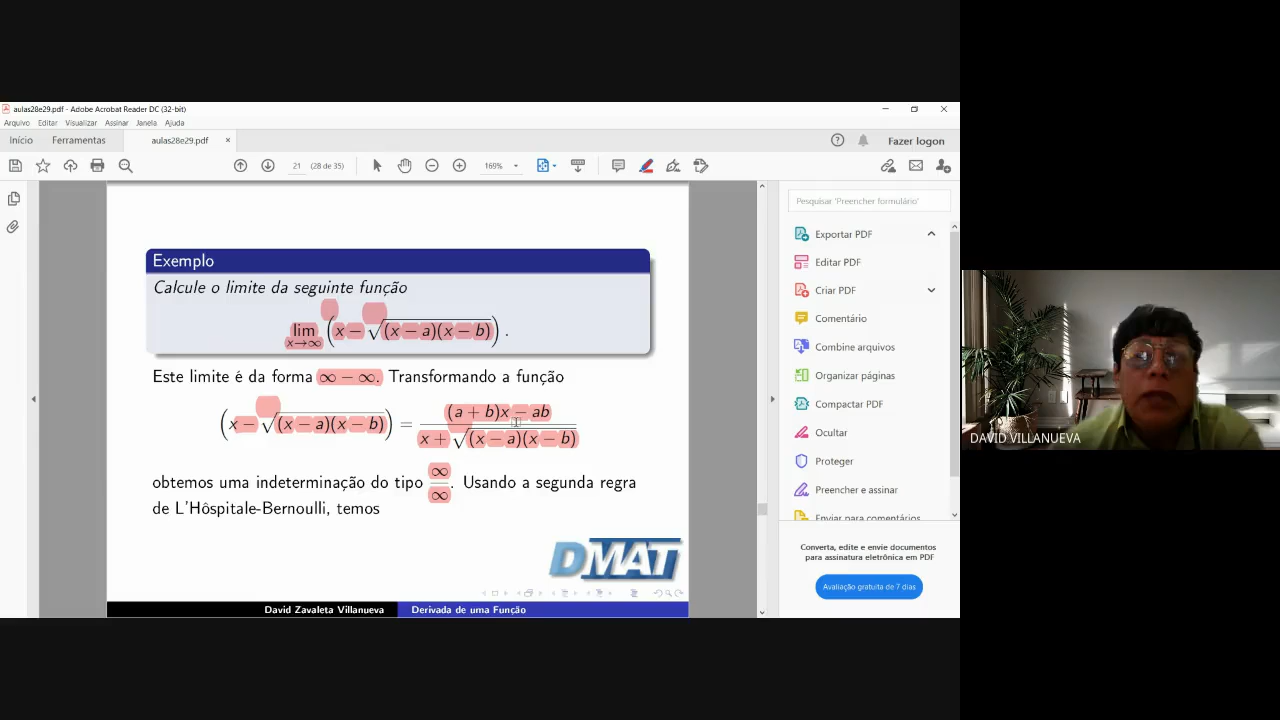 aulas28e29.pdf - Adobe Acrobat Reader DC (32-bit)
Arquivo Editar Visualizar Assinar Janela Ajuda
Início Ferramentas aulas28e29.pdf × Fazer logon
21 (28 de 35) 169%
Exemplo
Calcule o limite da seguinte função
lim x→∞ (x − √(x − a)(x − b)) .
Este limite é da forma ∞ − ∞. Transformando a função
(x − √(x − a)(x − b)) = (a + b)x − ab / x + √(x − a)(x − b)
obtemos uma indeterminação do tipo ∞/∞. Usando a segunda regra
de L'Hôspitale-Bernoulli, temos
DMAT
David Zavaleta Villanueva Derivada de uma Função
Pesquisar 'Preencher formulário'
Exportar PDF
Editar PDF
Criar PDF
Comentário
Combine arquivos
Organizar páginas
Compactar PDF
Ocultar
Proteger
Preencher e assinar
Enviar para comentários
Converta, edite e envie documentos
para assinatura eletrônica em PDF
Avaliação gratuita de 7 dias
DAVID VILLANUEVA